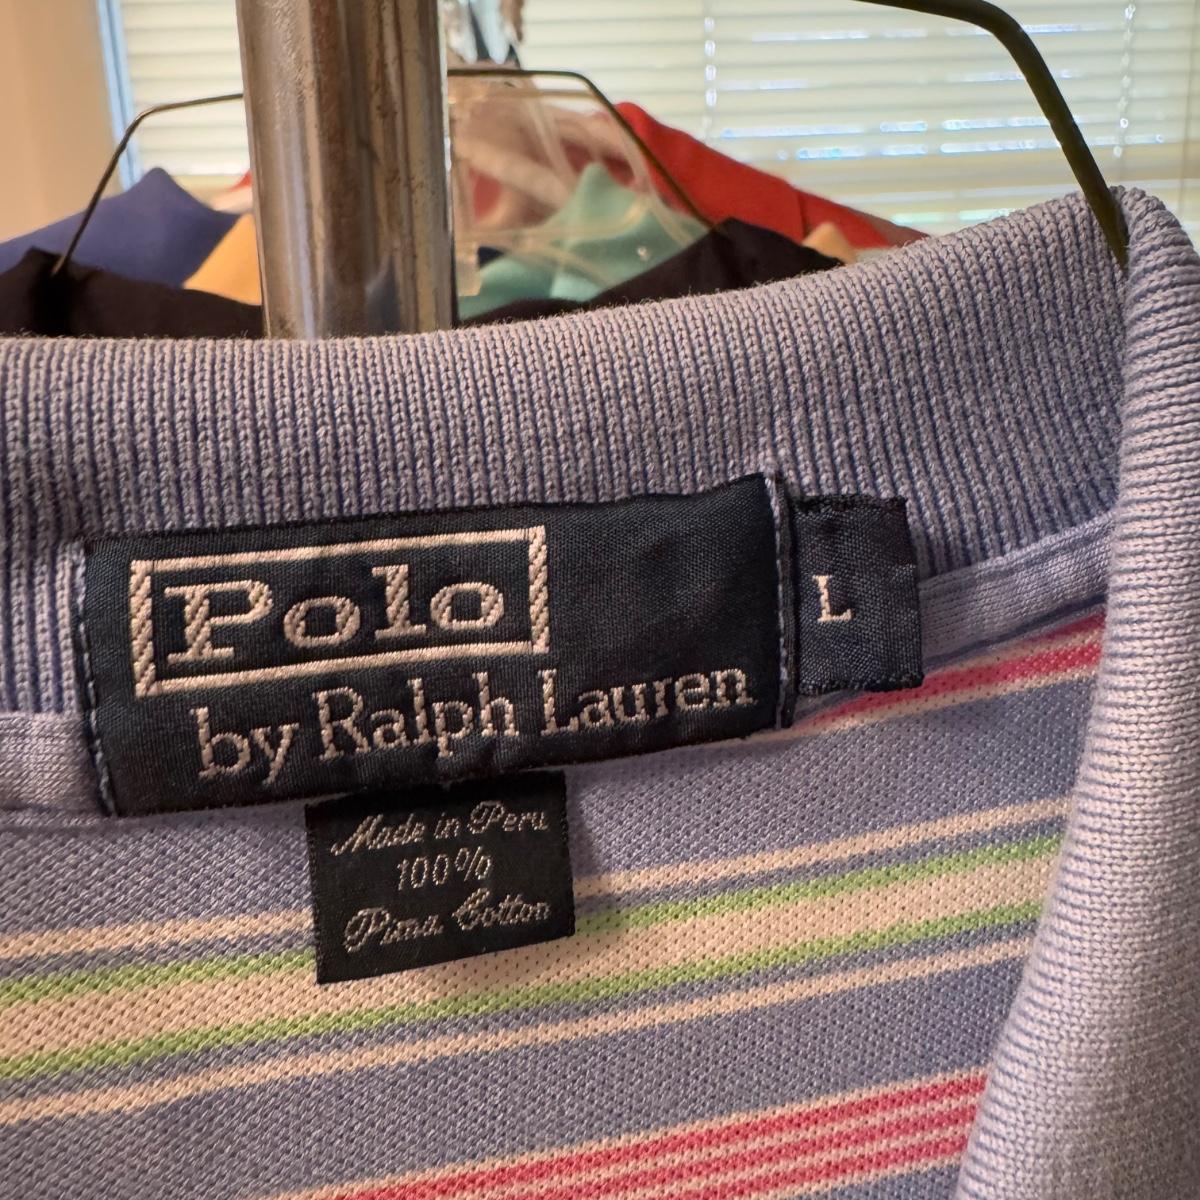 Polo
by Ralph Lauren
L
Made in Peru
100%
Pima Cotton